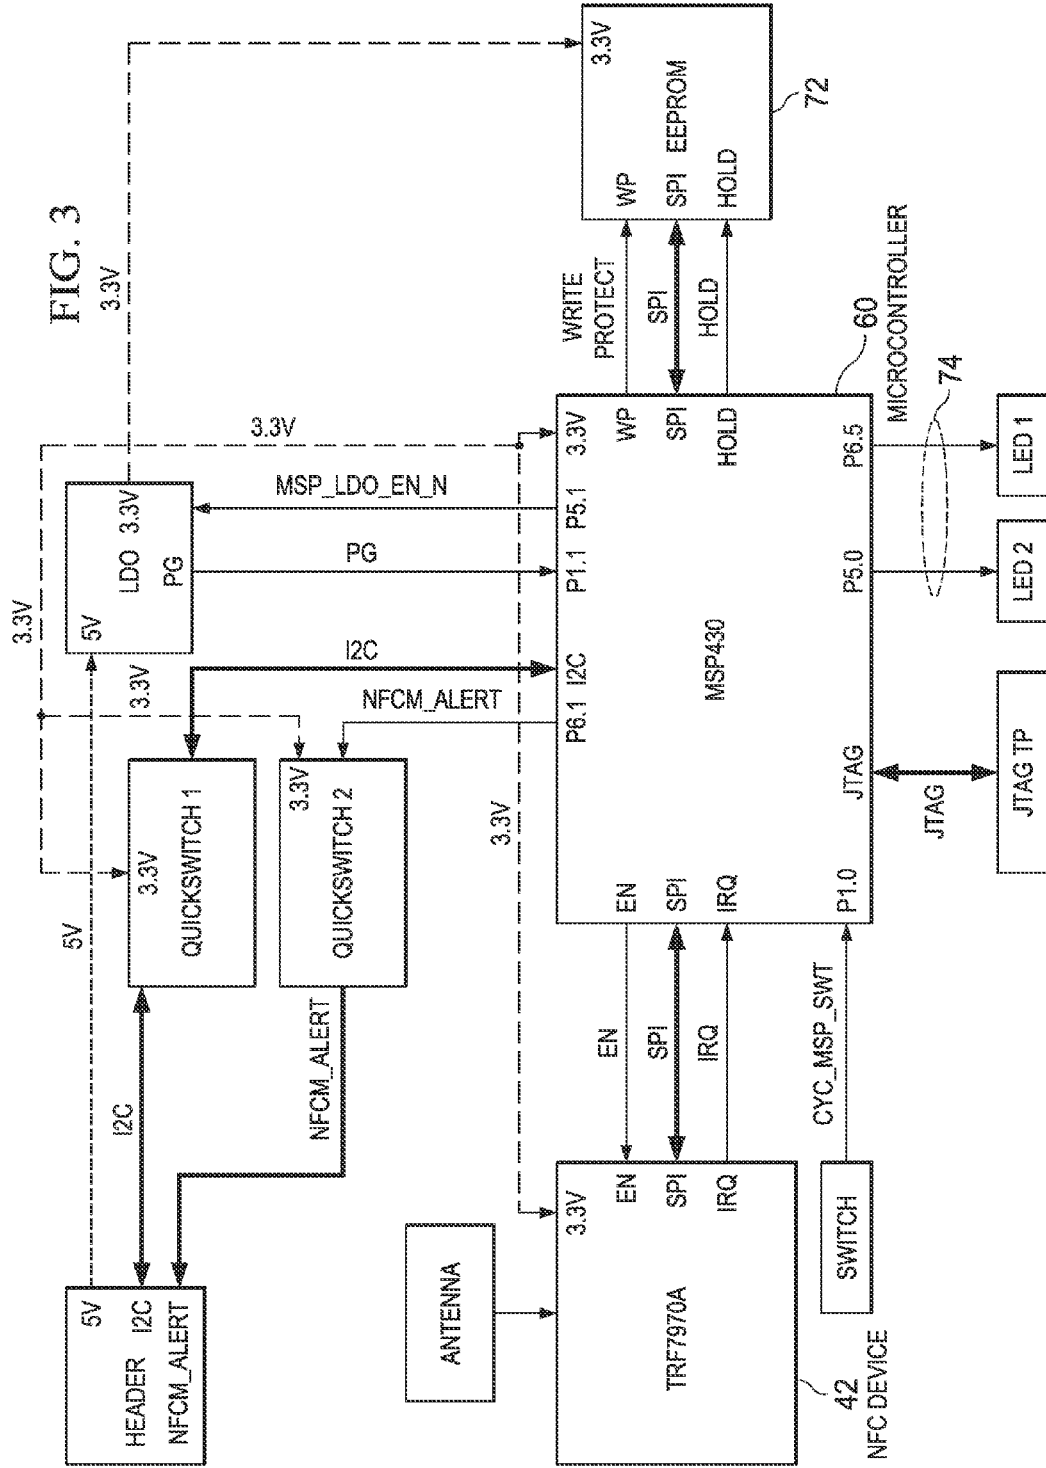 FIG. 3
HEADER
5V
I2C
NFCM_ALERT
5V
I2C
NFCM_ALERT
3.3V
QUICKSWITCH 1
3.3V
QUICKSWITCH 2
3.3V
3.3V
5V
LDO
3.3V
PG
3.3V
3.3V
I2C
NFCM_ALERT
PG
MSP_LDO_EN_N
3.3V
ANTENNA
3.3V
EN
SPI
IRQ
TRF7970A
42
NFC DEVICE
SWITCH
EN
SPI
IRQ
CYC_MSP_SWT
P6.1
I2C
P1.1
P5.1
3.3V
EN
SPI
IRQ
P1.0
MSP430
WP
SPI
HOLD
JTAG
P5.0
P6.5
60
MICROCONTROLLER
WRITE
PROTECT
SPI
HOLD
3.3V
WP
SPI
EEPROM
HOLD
72
JTAG
74
JTAG TP
LED 2
LED 1